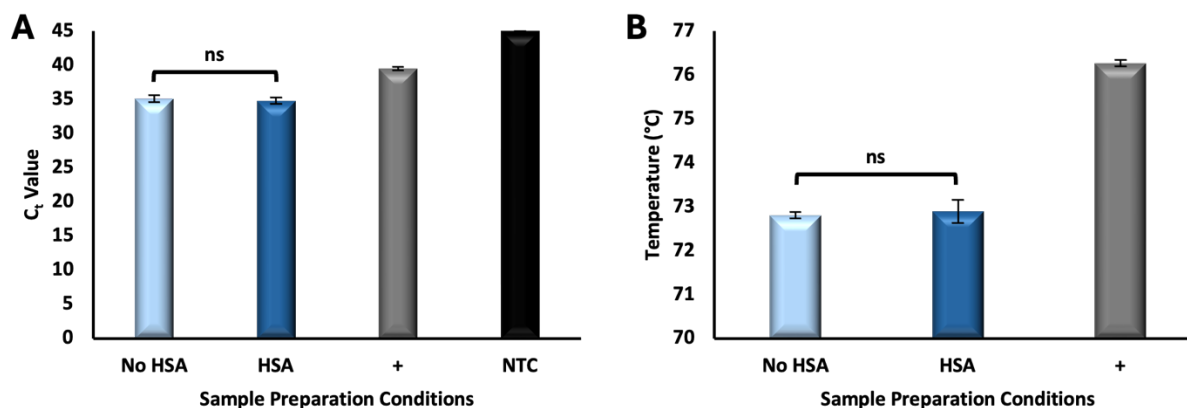 A
45
40
35
30
25
20
15
10
5
0
Ct Value
ns
No HSA HSA + NTC
Sample Preparation Conditions
B
77
76
75
74
73
72
71
70
Temperature (°C)
ns
No HSA HSA +
Sample Preparation Conditions